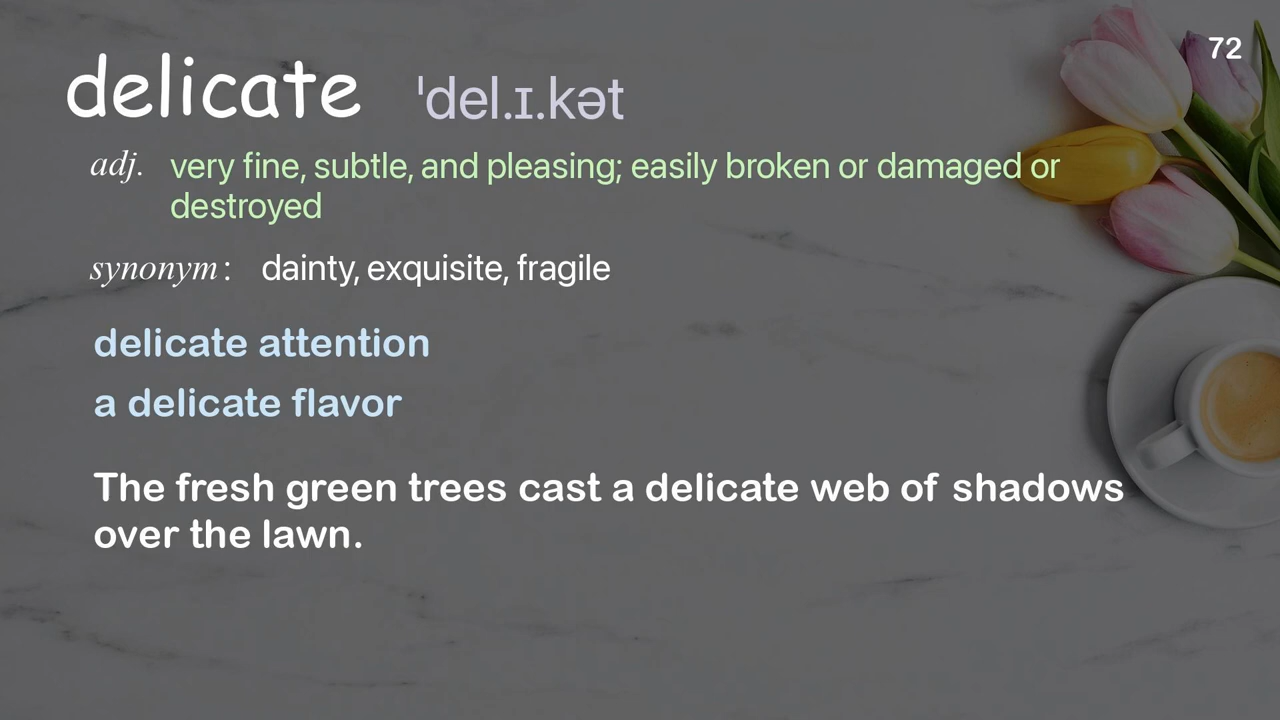 72
delicate ˈdel.ɪ.kət
adj. very fine, subtle, and pleasing; easily broken or damaged or
destroyed
synonym: dainty, exquisite, fragile
delicate attention
a delicate flavor
The fresh green trees cast a delicate web of shadows
over the lawn.